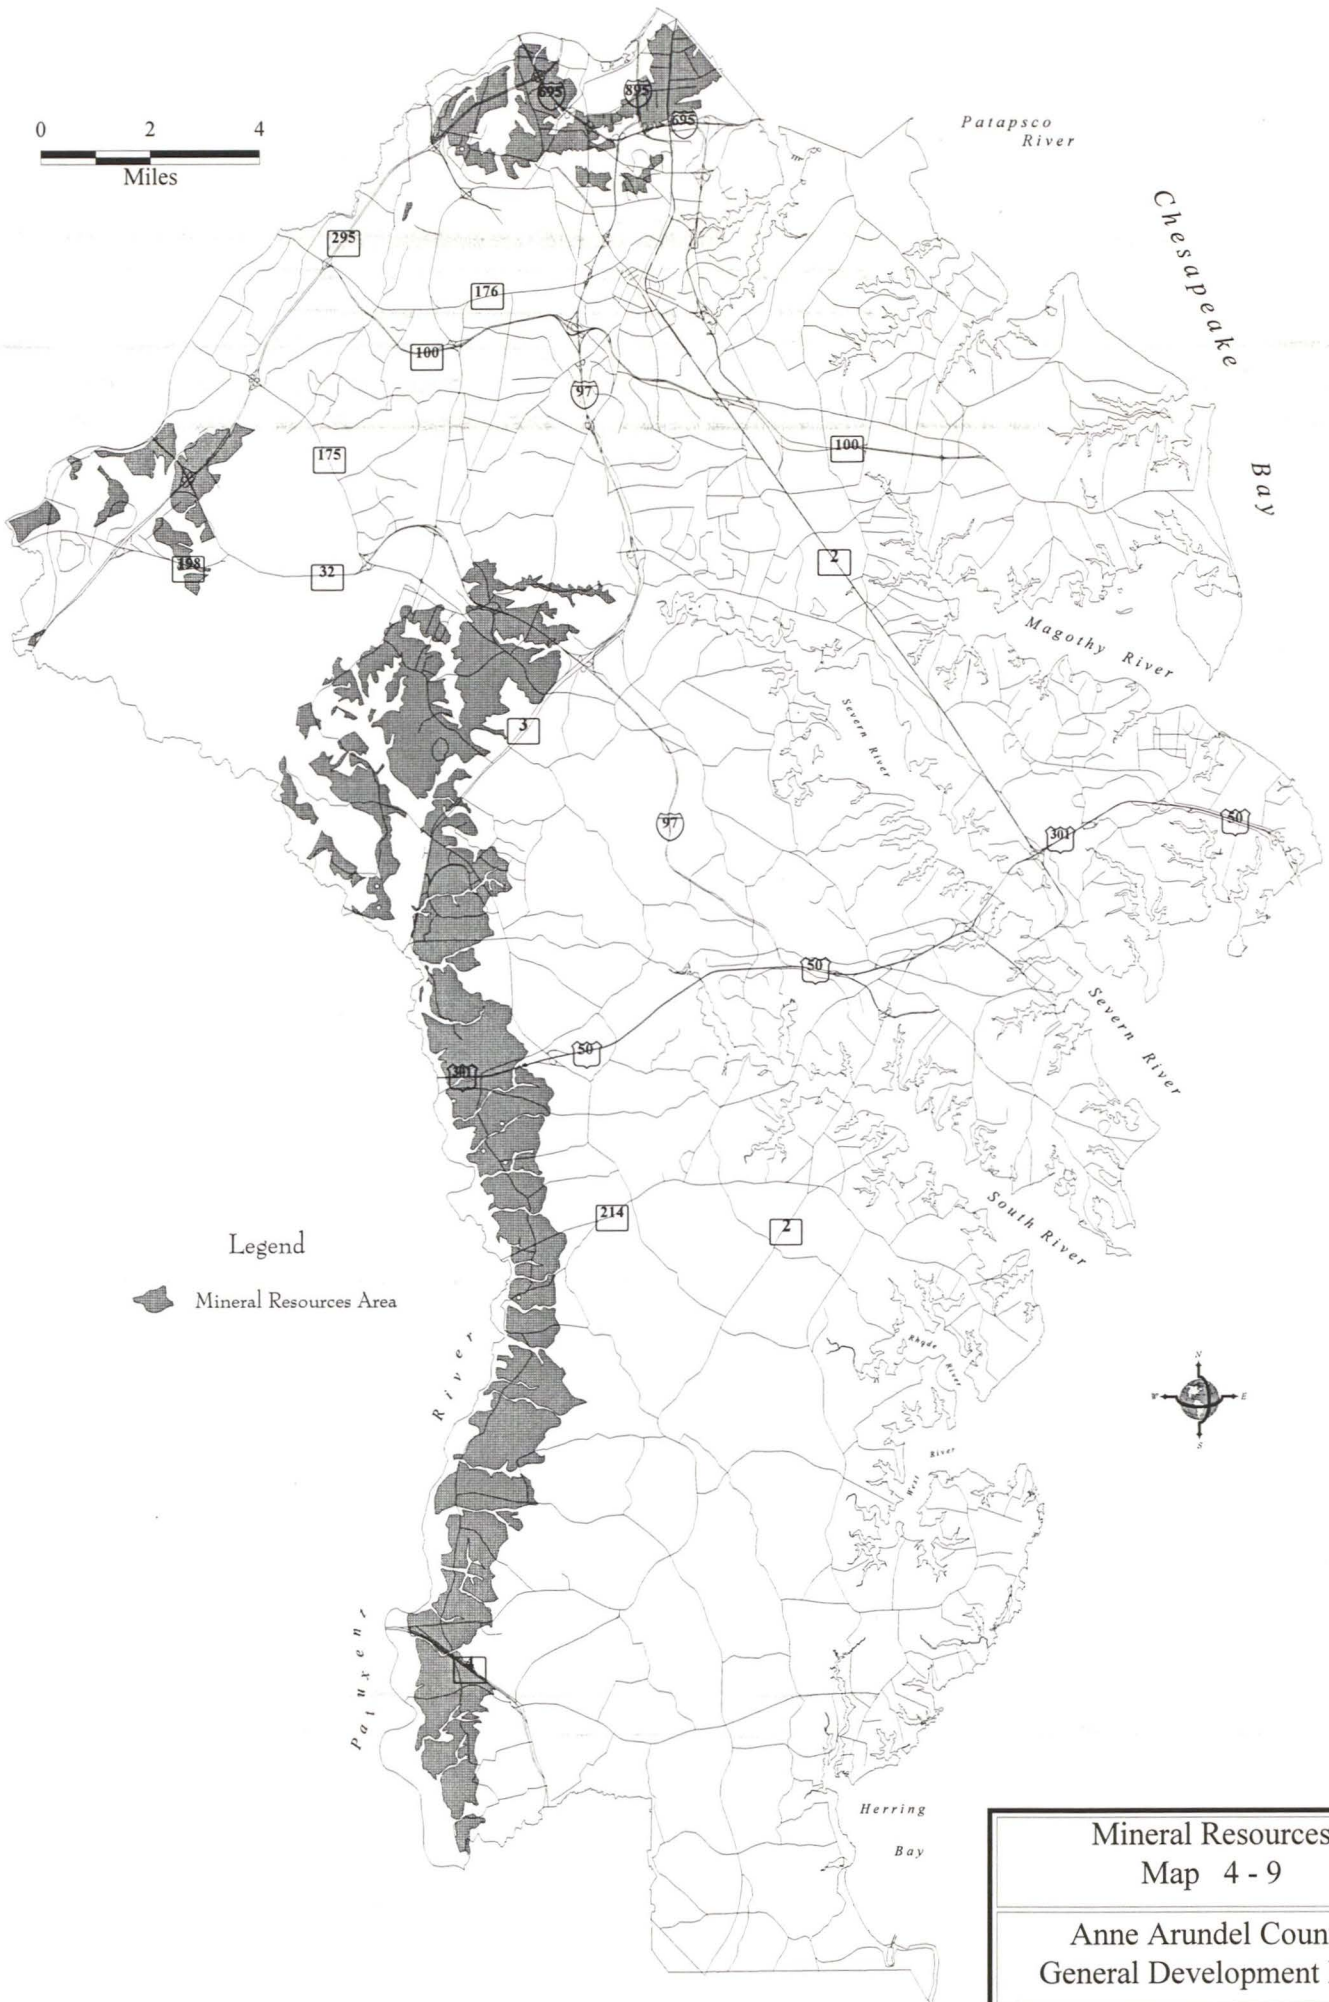 0 2 4
Miles
695
895
695
Patapsco
River
Chesapeake
Bay
295
176
100
97
175
100
198
32
2
Magothy River
3
Severn River
97
301
50
50
Severn River
50
301
214
2
South River
Legend
Mineral Resources Area
River
Rhode
River
N
W E
S
River
West
Patuxent
4
Herring
Bay
Mineral Resources
Map 4 - 9
Anne Arundel Coun
General Development